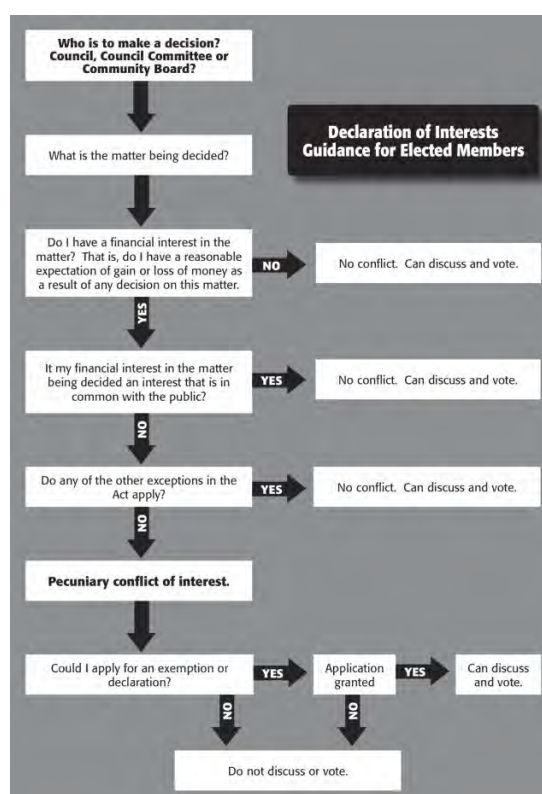 Who is to make a decision?
Council, Council Committee or
Community Board?
Declaration of Interests
Guidance for Elected Members
What is the matter being decided?
Do I have a financial interest in the
matter? That is, do I have a reasonable
expectation of gain or loss of money as
a result of any decision on this matter.
NO
No conflict. Can discuss and vote.
YES
It my financial interest in the matter
being decided an interest that is in
common with the public?
YES
No conflict. Can discuss and vote.
NO
Do any of the other exceptions in the
Act apply?
YES
No conflict. Can discuss and vote.
NO
Pecuniary conflict of interest.
Could I apply for an exemption or
declaration?
YES
Application
granted
YES
Can discuss
and vote.
NO
NO
Do not discuss or vote.